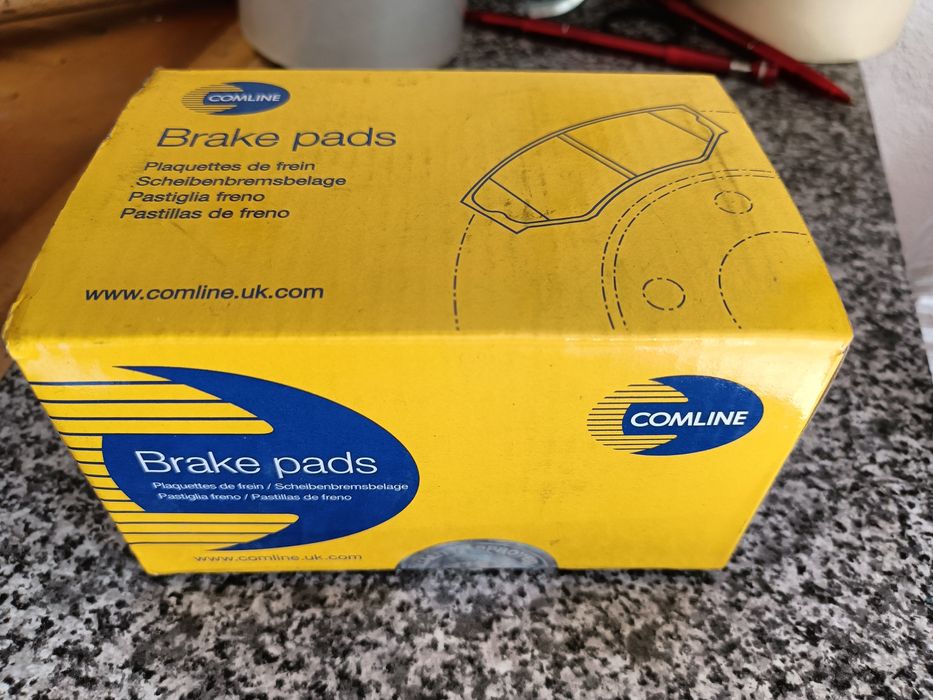 COMLINE
Brake pads
Plaquettes de frein
Scheibenbremsbelage
Pastiglia freno
Pastillas de freno
www.comline.uk.com
COMLINE
Brake pads
Plaquettes de frein / Scheibenbremsbelage
Pastiglia freno / Pastillas de freno
www.comline.uk.com